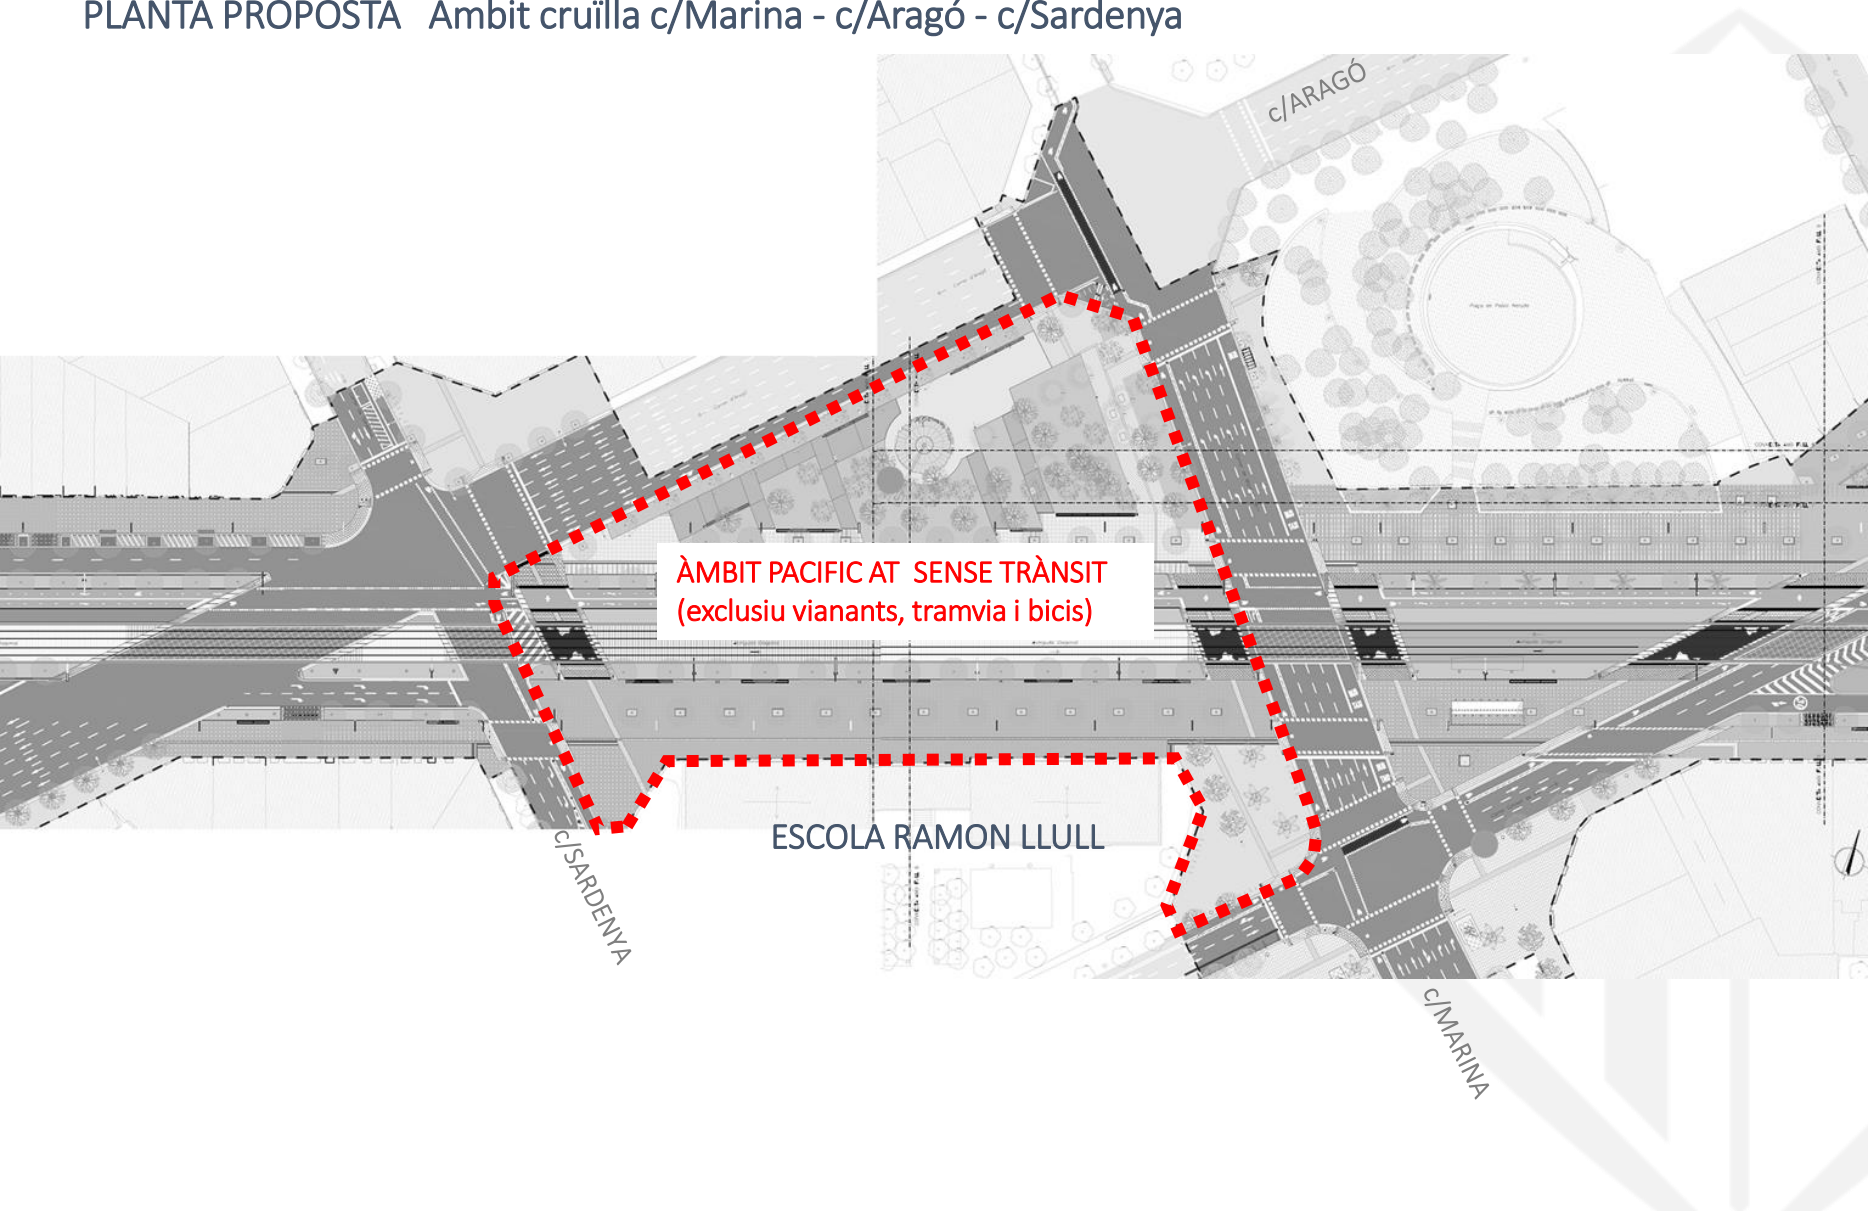 PLANTA PROPOSTA Àmbit cruïlla c/Marina - c/Aragó - c/Sardenya
c/ARAGÓ
ÀMBIT PACIFIC AT SENSE TRÀNSIT
(exclusiu vianants, tramvia i bicis)
ESCOLA RAMON LLULL
c/SARDENYA
c/MARINA